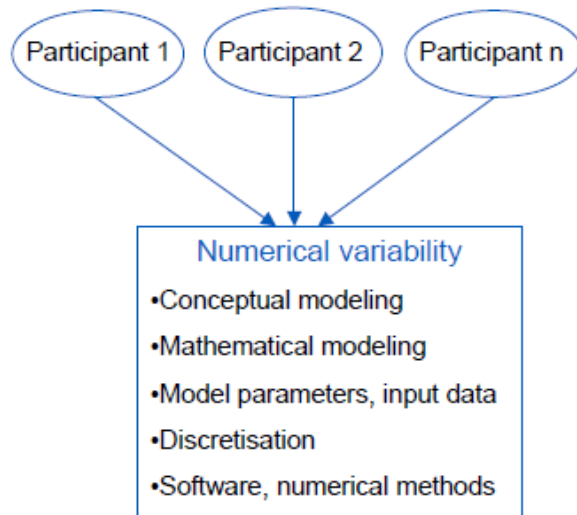 Participant 1
Participant 2
Participant n
Numerical variability
•Conceptual modeling
•Mathematical modeling
•Model parameters, input data
•Discretisation
•Software, numerical methods